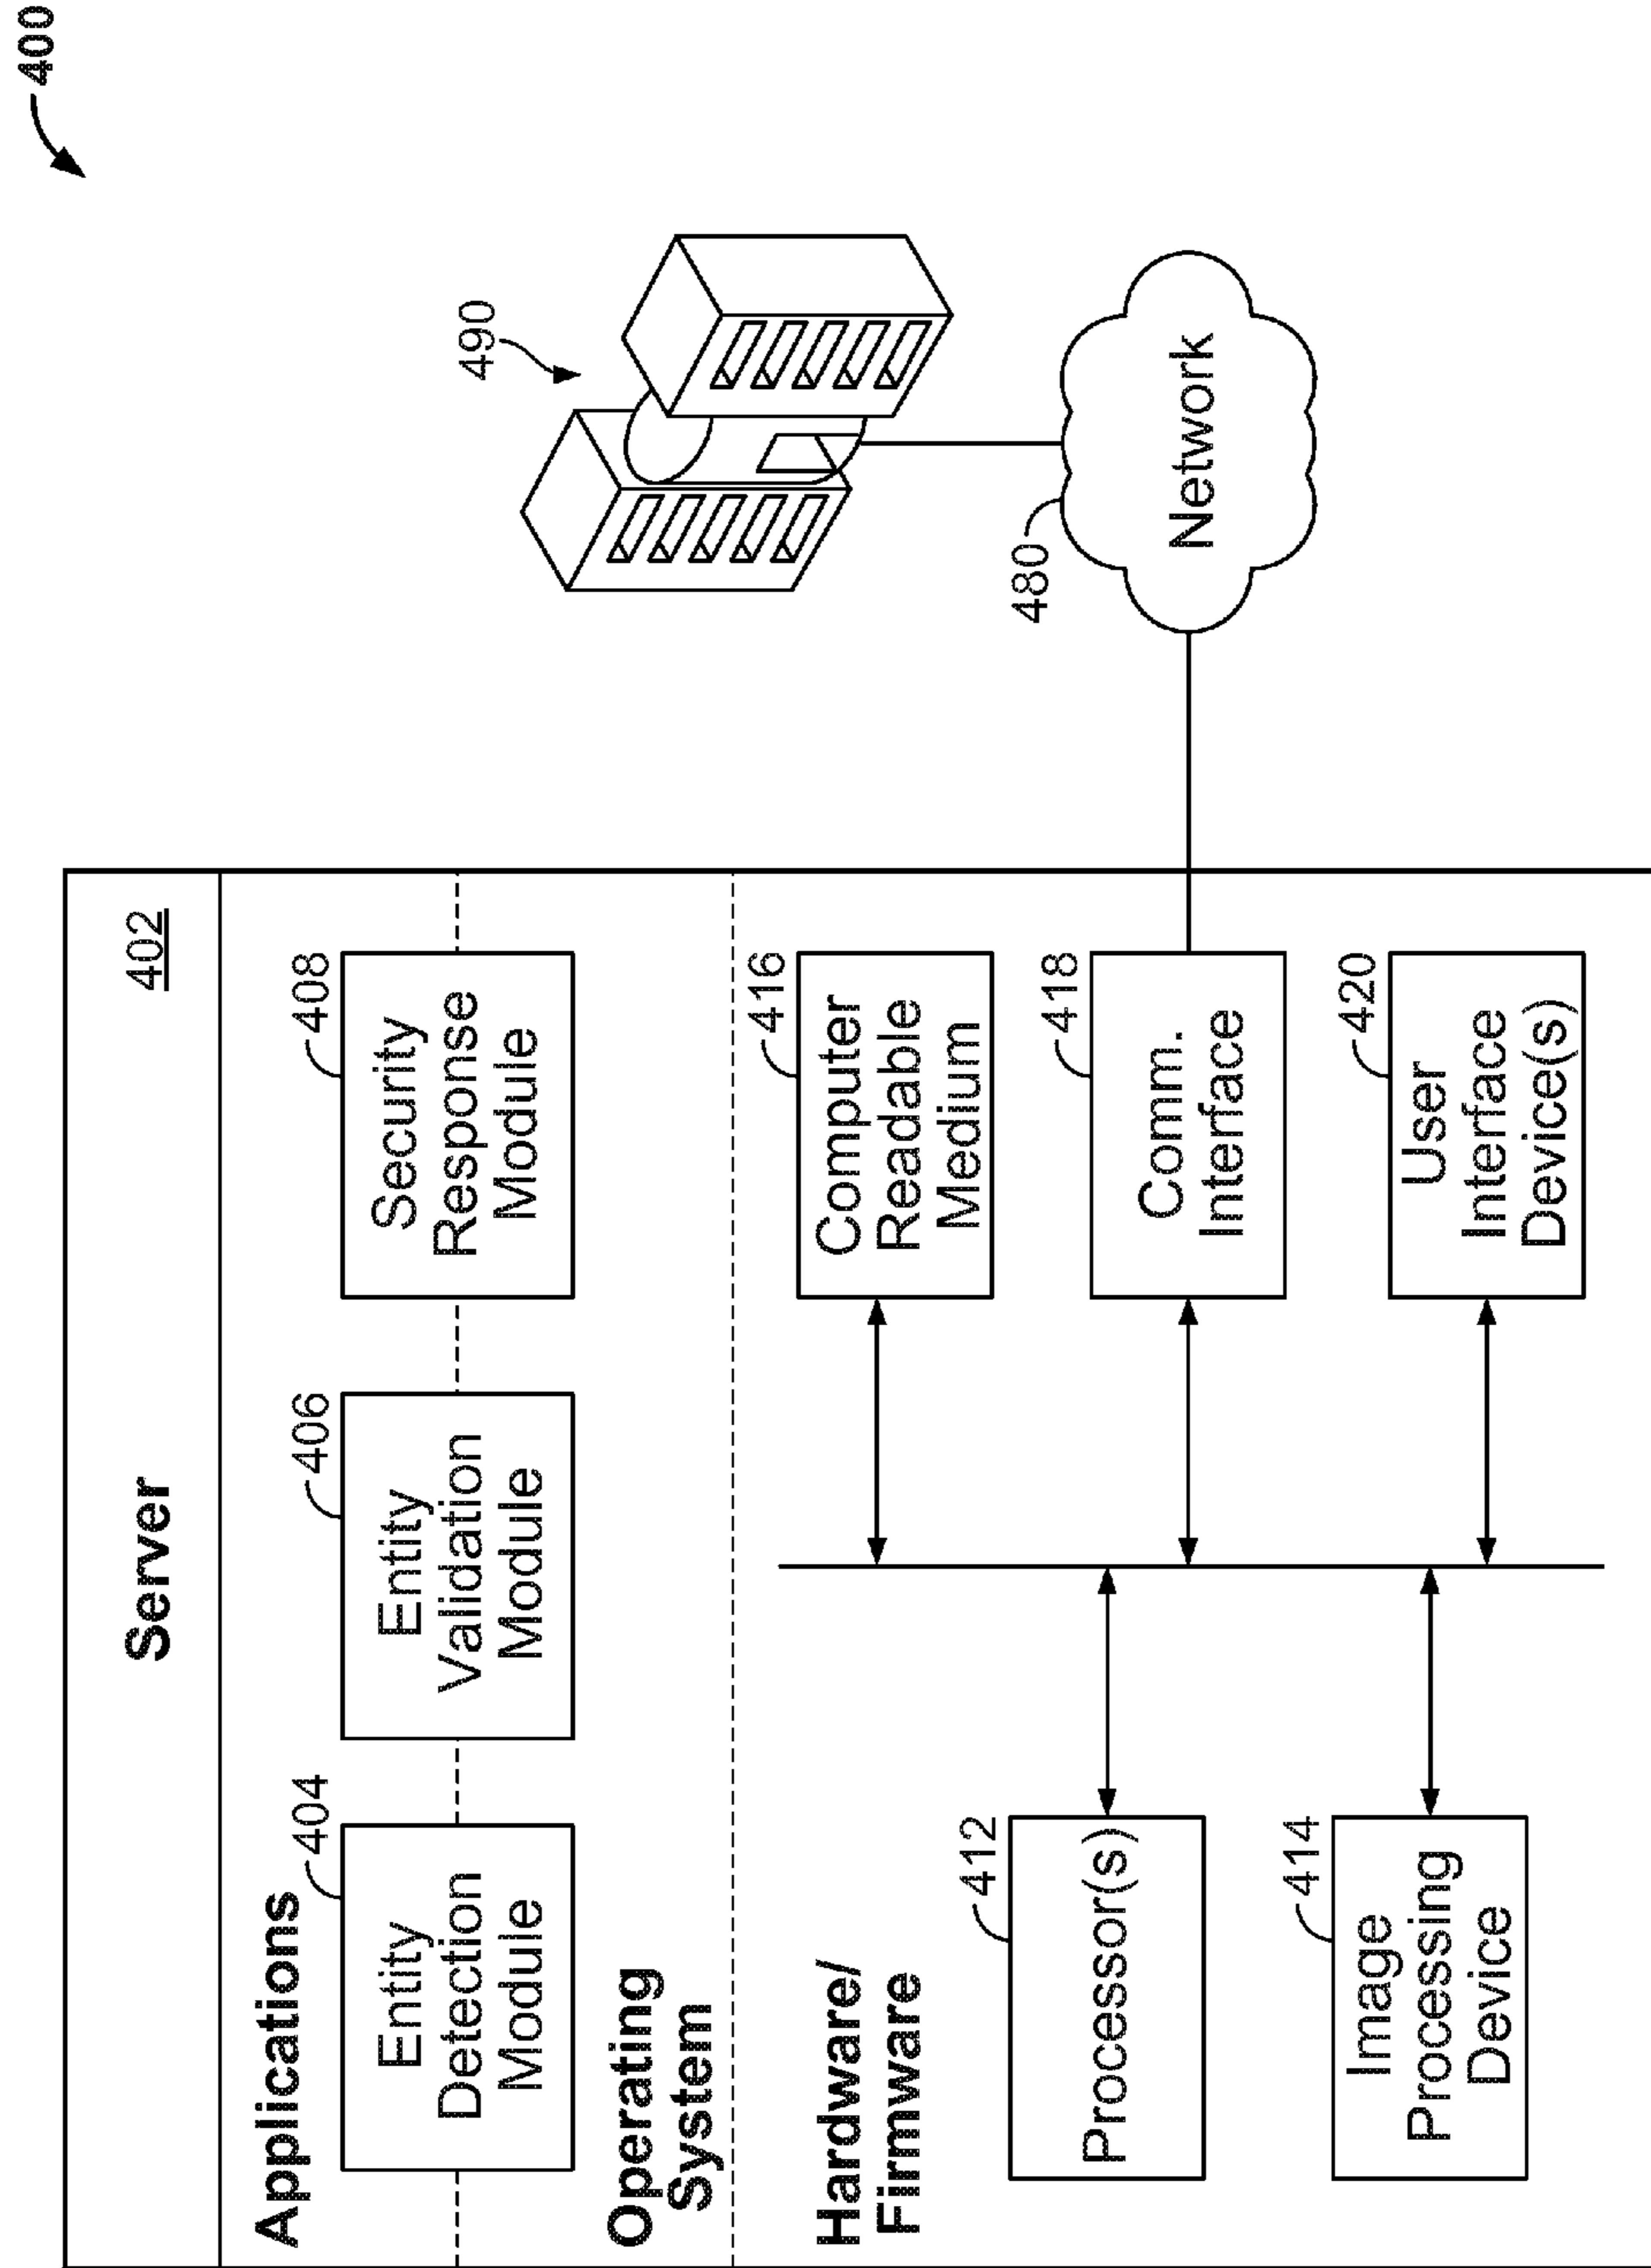 400
Server
402
Applications
404
Entity
Detection
Module
406
Entity
Validation
Module
408
Security
Response
Module
Operating
System
Hardware/
Firmware
412
Processor(s)
414
Image
Processing
Device
416
Computer
Readable
Medium
418
Comm.
Interface
420
User
Interface
Device(s)
490
480
Network